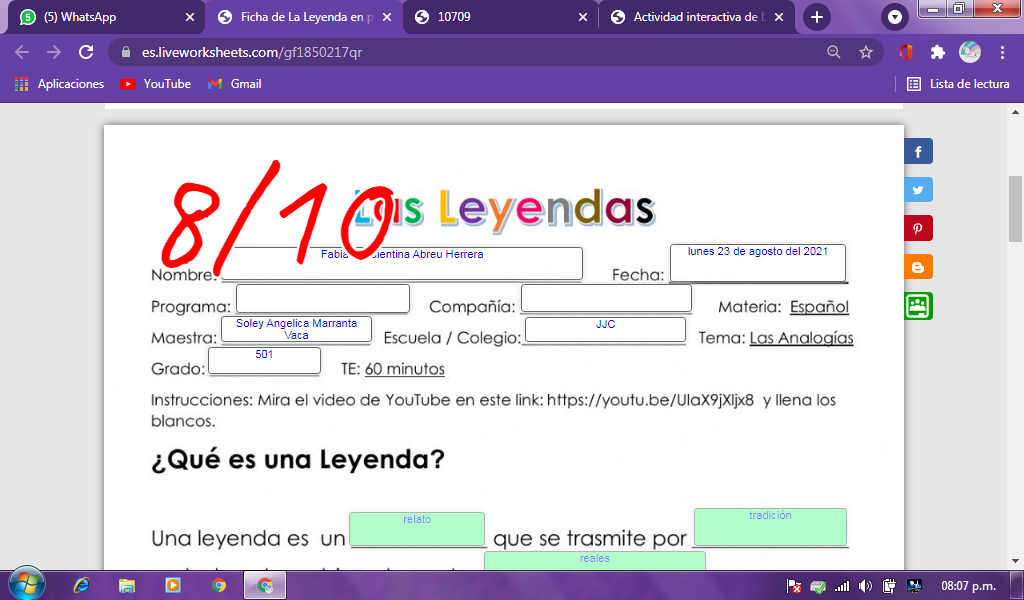 (5) WhatsApp
Ficha de La Leyenda en p
10709
Actividad interactiva de L
es.liveworksheets.com/gf1850217qr
Aplicaciones YouTube Gmail Lista de lectura
8/10
Las Leyendas
Nombre: Abreu Herrera Fecha: lunes 23 de agosto del 2021
Programa: Compañía: Materia: Español
Maestra: Soley Angelica Marranta Vaca Escuela / Colegio: JJC Tema: Las Analogías
Grado: 501 TE: 60 minutos
Instrucciones: Mira el video de YouTube en este link: https://youtu.be/UIaX9jXljx8 y llena los
blancos.
¿Qué es una Leyenda?
Una leyenda es un relato que se trasmite por tradición
reales
08:07 p.m.